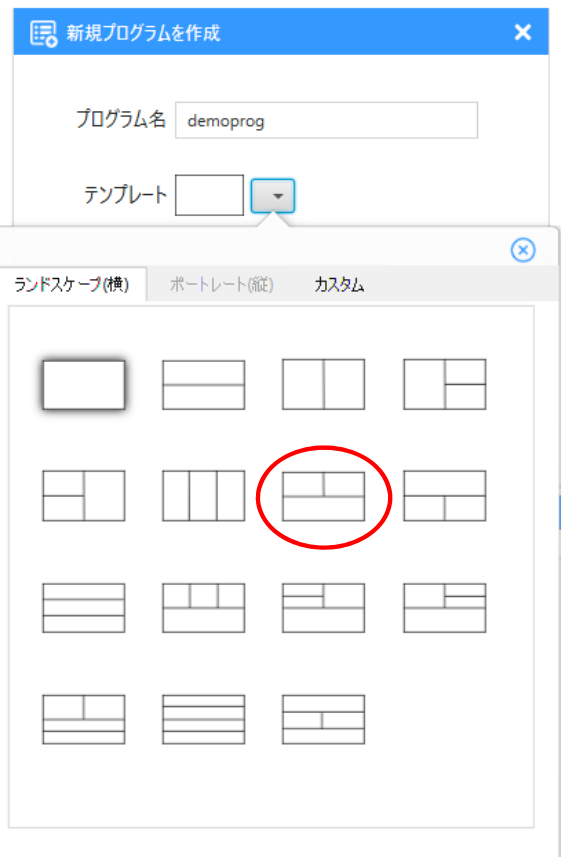 新規プログラムを作成
プログラム名 demoprog
テンプレート
ランドスケープ(横) ポートレート(縦) カスタム